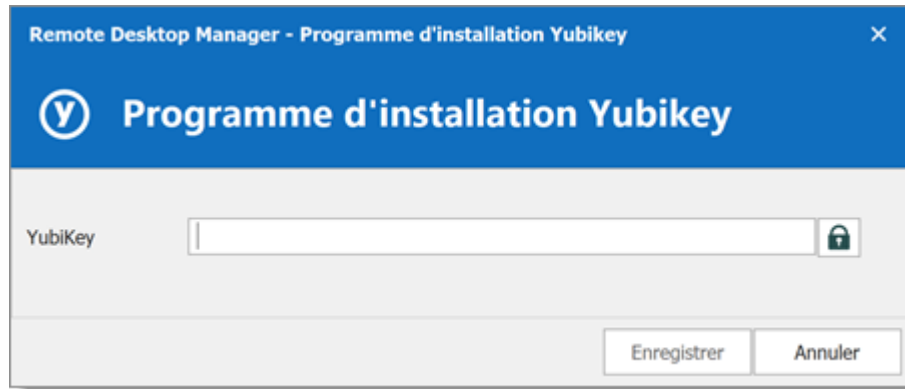 Remote Desktop Manager - Programme d'installation Yubikey
Programme d'installation Yubikey
YubiKey
Enregistrer Annuler